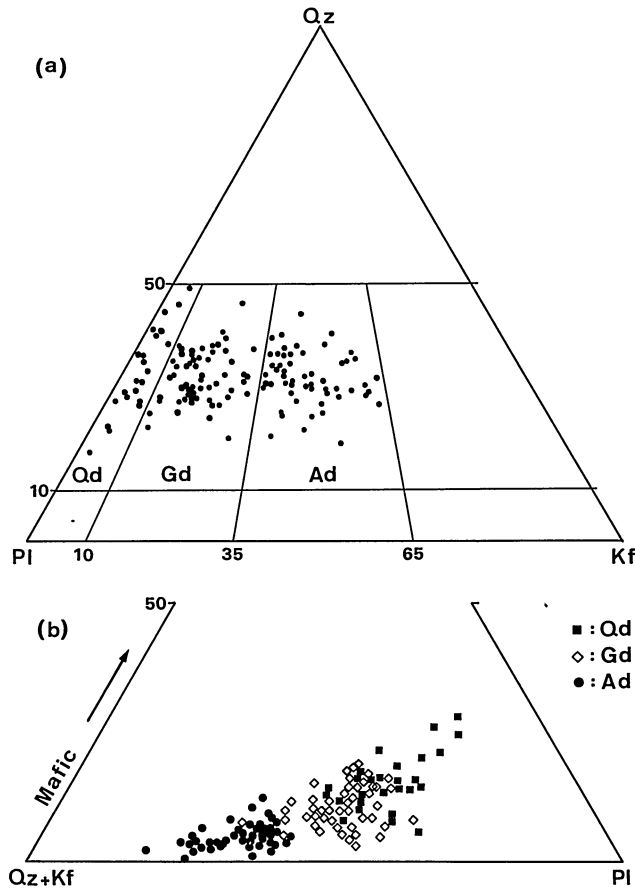 Qz
(a)
50
Qd Gd Ad
10
Pl 10 35 65 Kf
50
(b)
■ : Qd
◇ : Gd
● : Ad
Mafic
Qz+Kf Pl